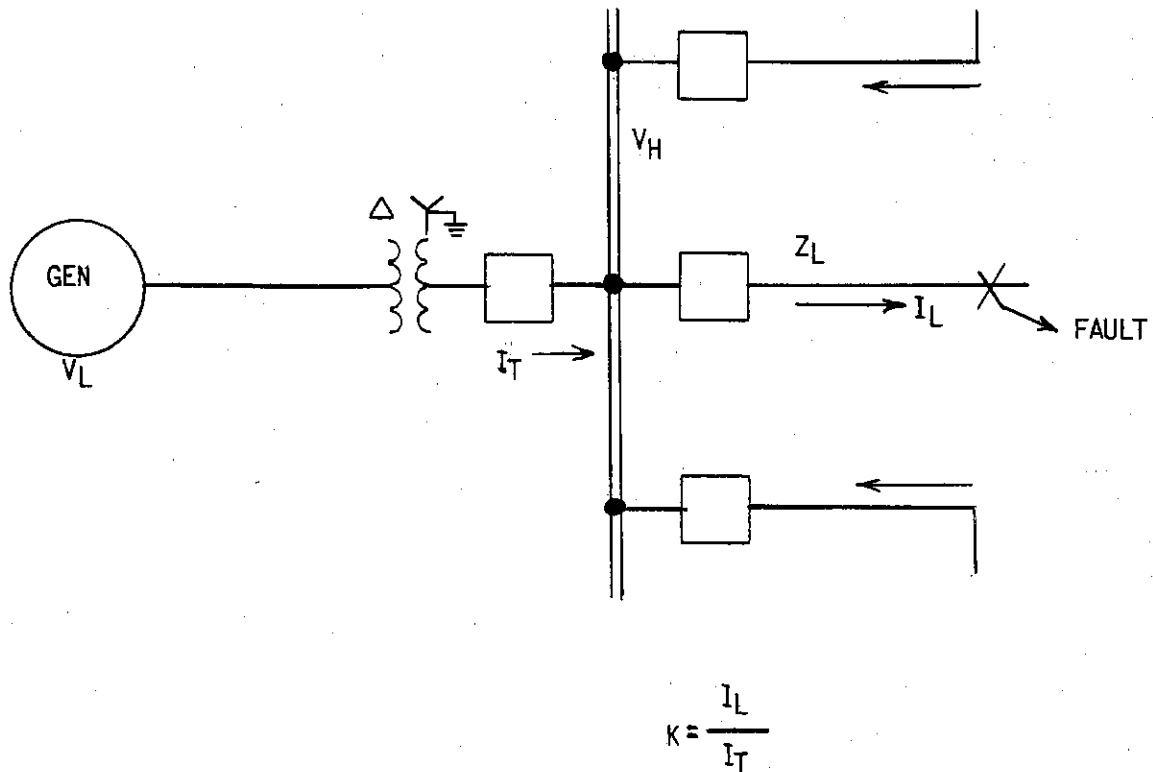 V_H
GEN
Δ
Z_L
I_L
FAULT
V_L
I_T
K = I_L / I_T